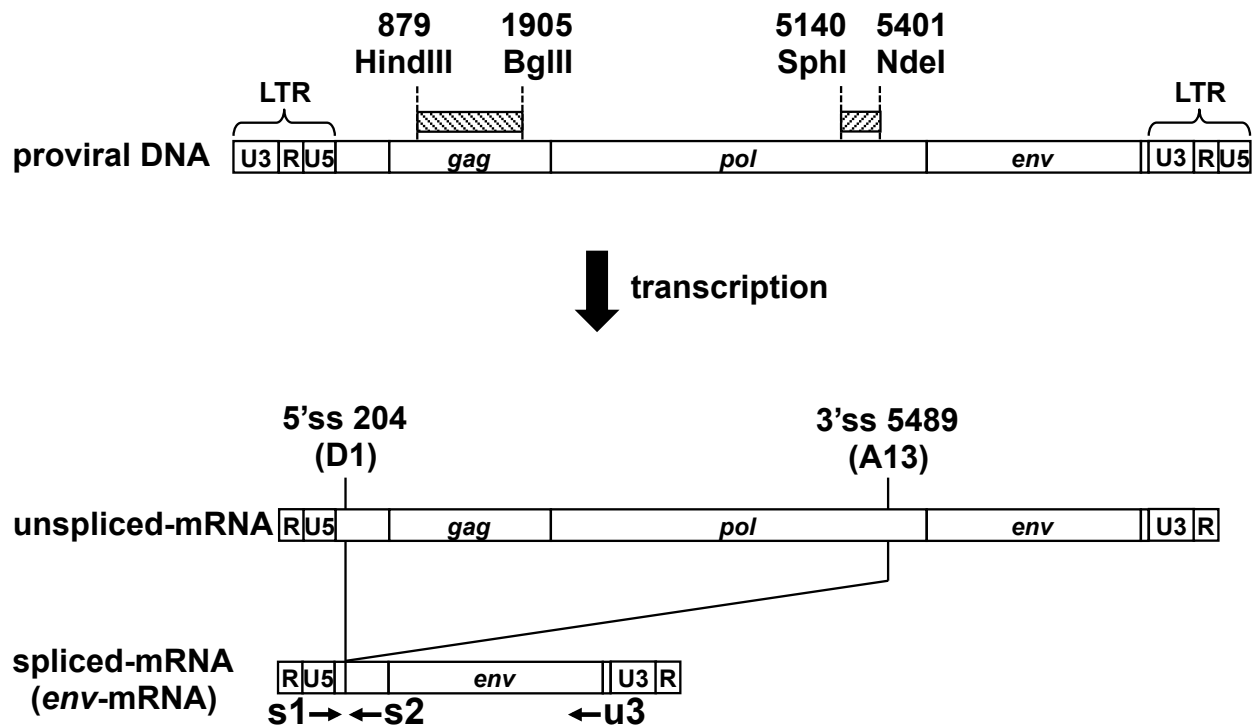 879 1905 5140 5401
HindIII BglII SphI NdeI
LTR LTR
proviral DNA U3 R U5 gag pol env U3 R U5
transcription
5'ss 204 3'ss 5489
(D1) (A13)
unspliced-mRNA R U5 gag pol env U3 R
spliced-mRNA R U5 env U3 R
(env-mRNA)
s1 s2 u3